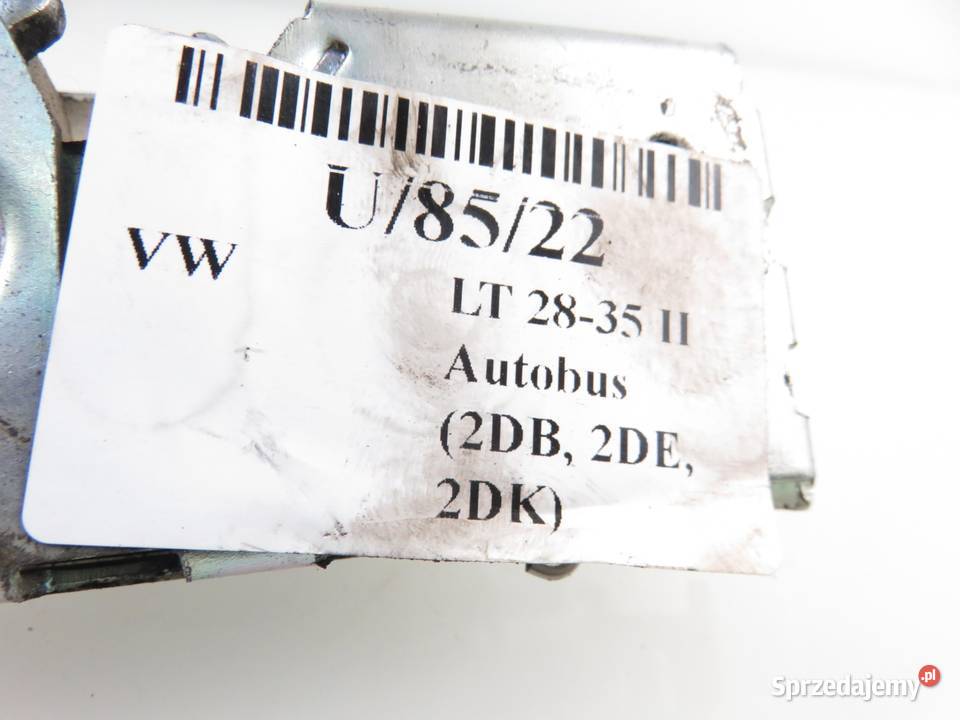 U/85/22
VW
LT 28-35 II
Autobus
(2DB, 2DE,
2DK)
Sprzedajemy.pl